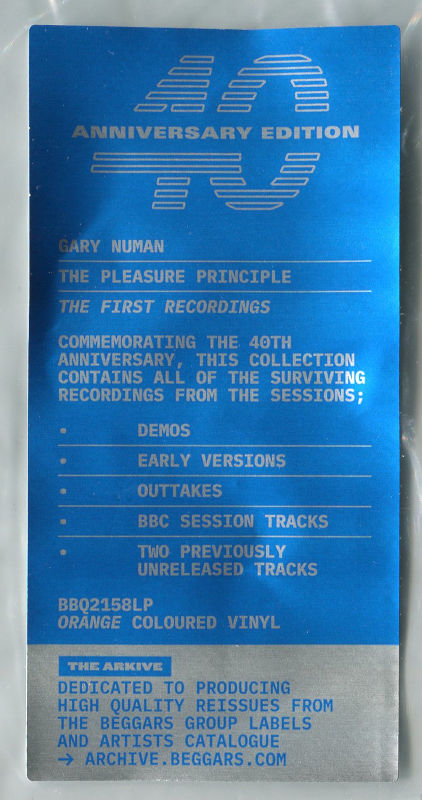 40
ANNIVERSARY EDITION
GARY NUMAN
THE PLEASURE PRINCIPLE
THE FIRST RECORDINGS
COMMEMORATING THE 40TH
ANNIVERSARY, THIS COLLECTION
CONTAINS ALL OF THE SURVIVING
RECORDINGS FROM THE SESSIONS;
• DEMOS
• EARLY VERSIONS
• OUTTAKES
• BBC SESSION TRACKS
• TWO PREVIOUSLY
UNRELEASED TRACKS
BBQ2158LP
ORANGE COLOURED VINYL
THE ARKIVE
DEDICATED TO PRODUCING
HIGH QUALITY REISSUES FROM
THE BEGGARS GROUP LABELS
AND ARTISTS CATALOGUE
→ ARCHIVE.BEGGARS.COM